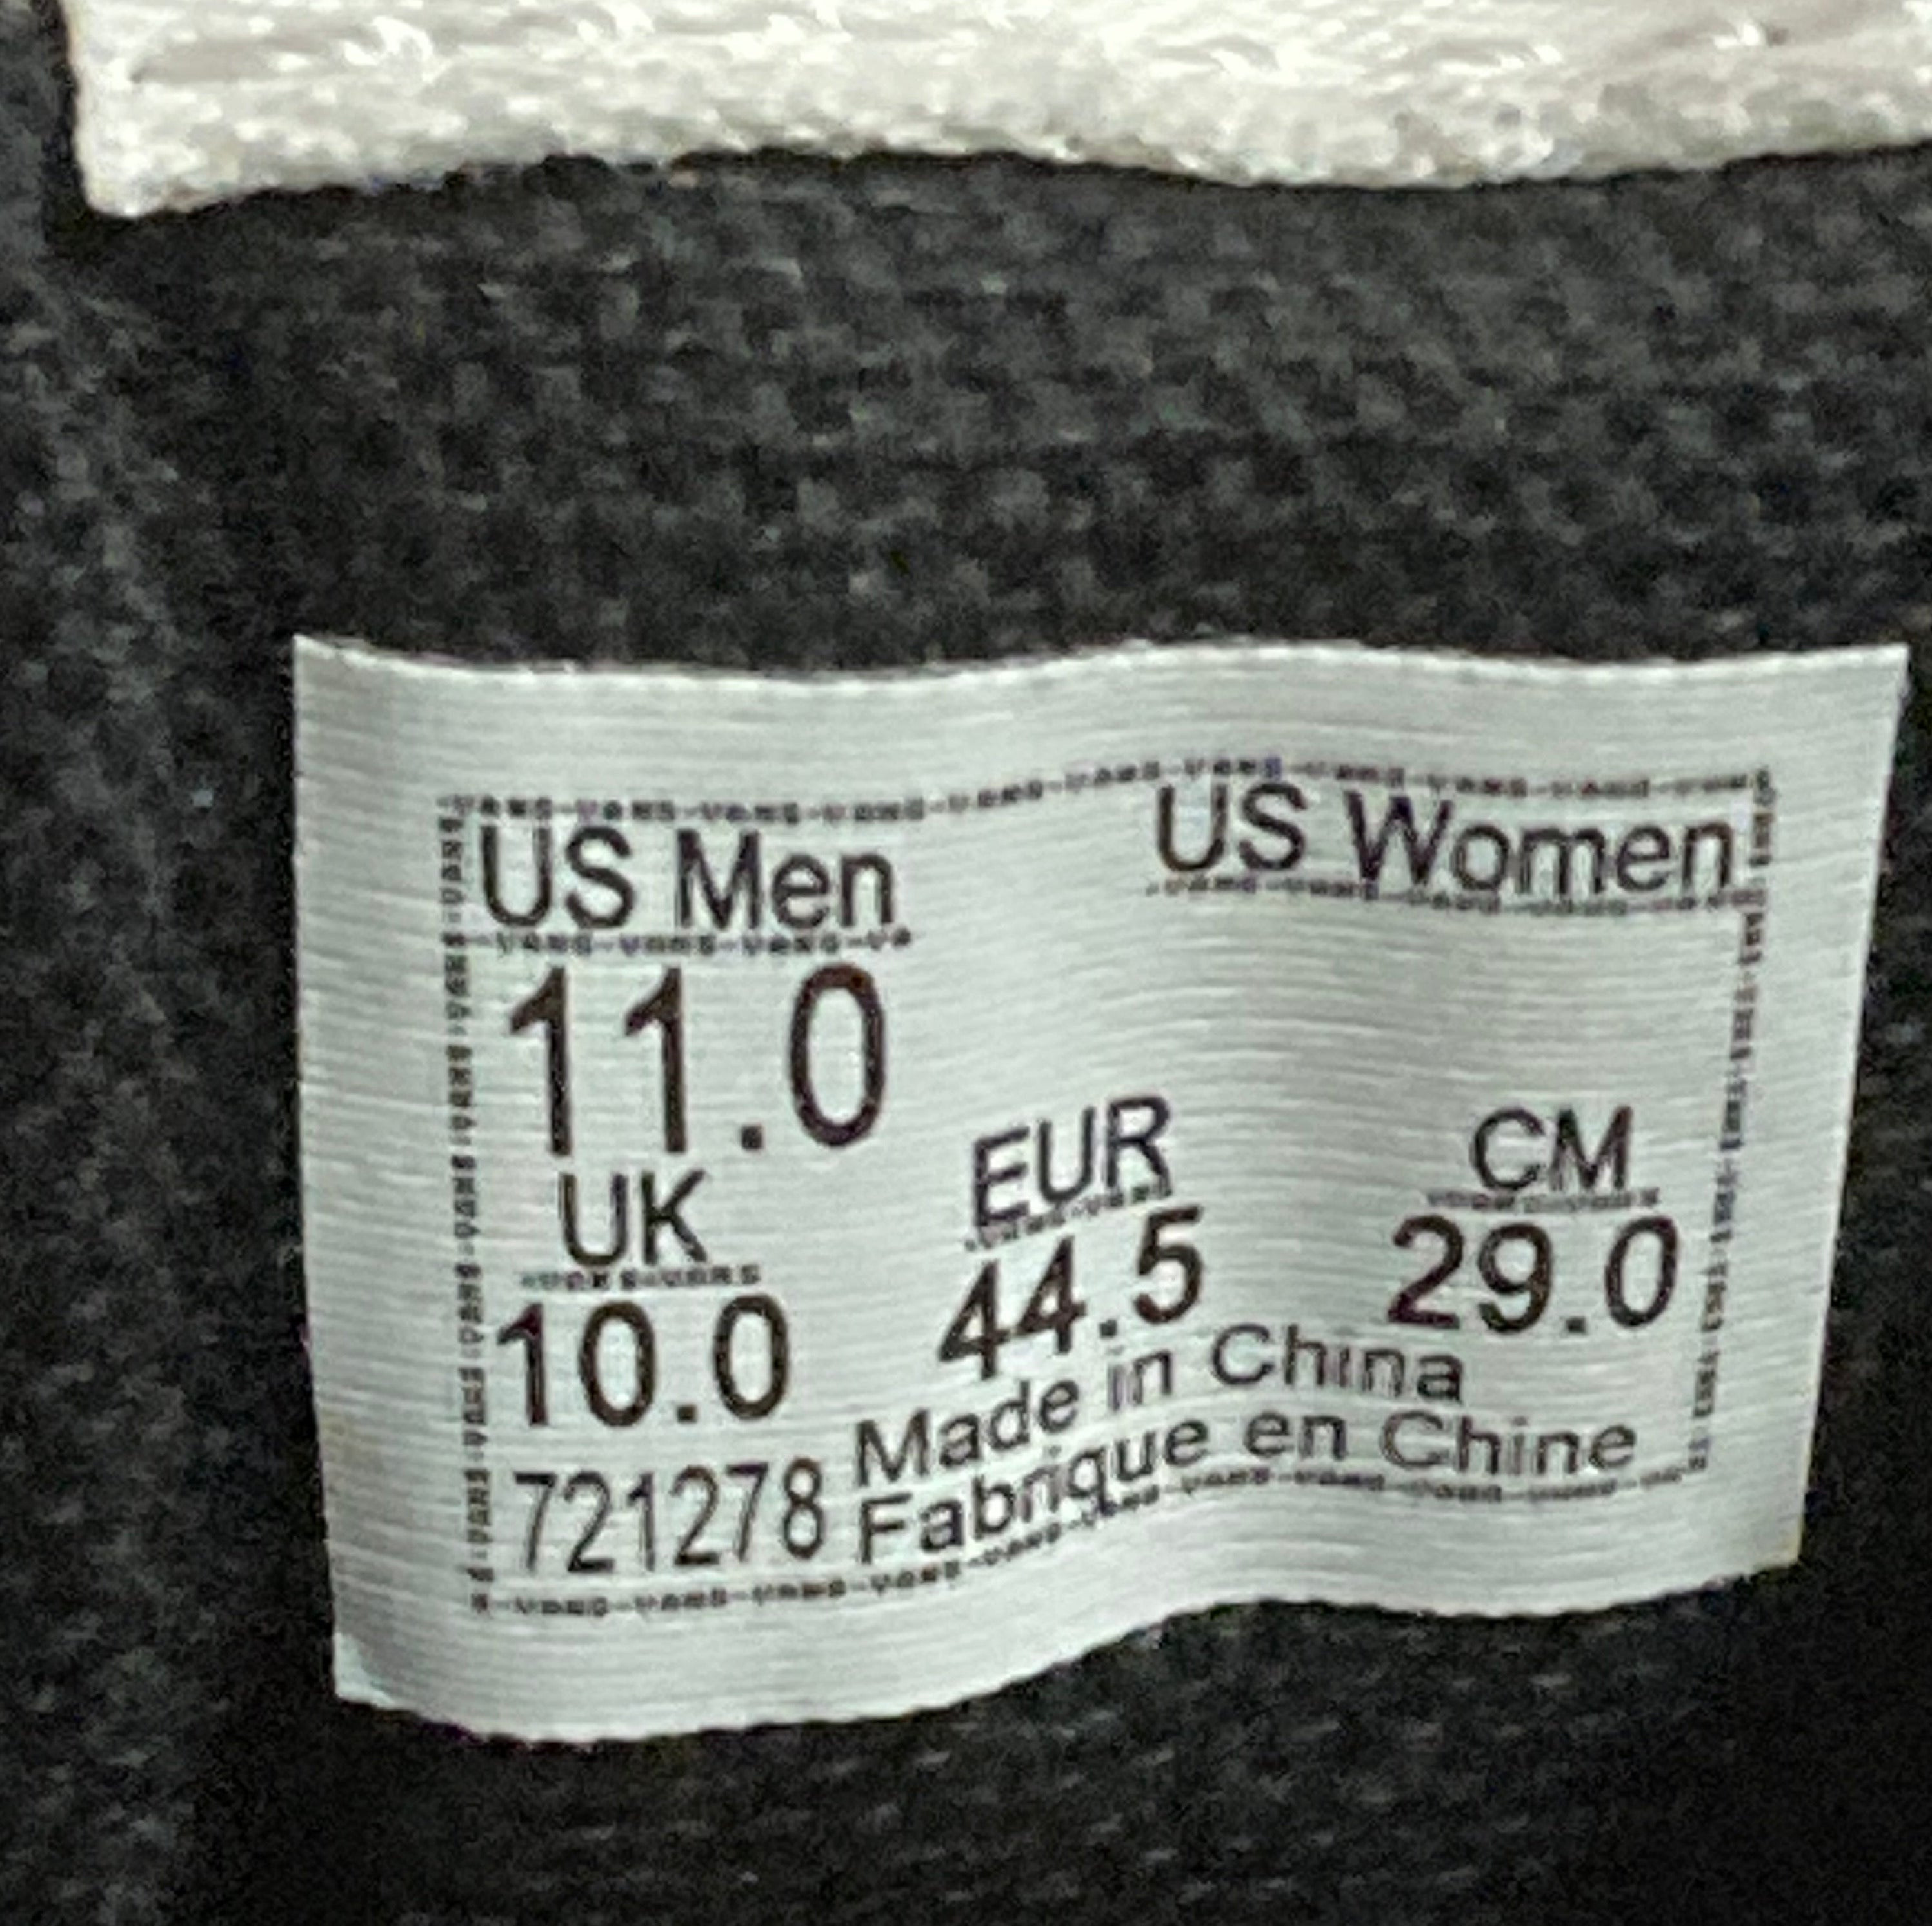 US Men US Women
11.0
UK EUR CM
10.0 44.5 29.0
Made in China
721278 Fabrique en Chine